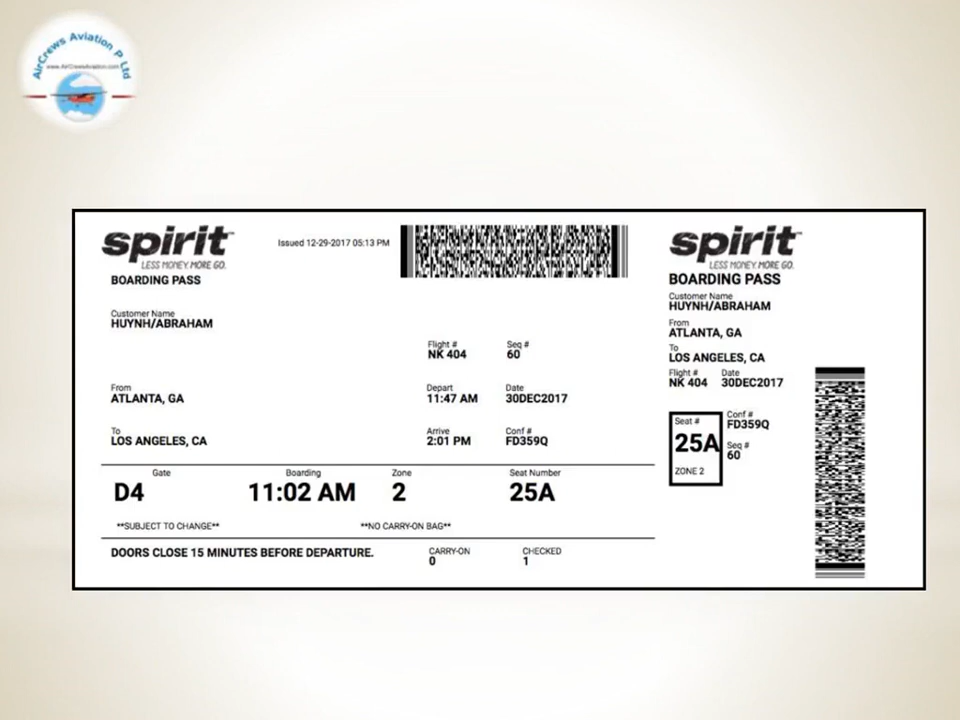 AirCrews Aviation P Ltd
www.AirCrewsAviation.com
spirit
LESS MONEY. MORE GO.
BOARDING PASS
Issued 12-29-2017 05:13 PM
Customer Name
HUYNH/ABRAHAM
Flight # Seq #
NK 404 60
From Depart Date
ATLANTA, GA 11:47 AM 30DEC2017
To Arrive Conf #
LOS ANGELES, CA 2:01 PM FD359Q
Gate Boarding Zone Seat Number
D4 11:02 AM 2 25A
**SUBJECT TO CHANGE** **NO CARRY-ON BAG**
DOORS CLOSE 15 MINUTES BEFORE DEPARTURE. CARRY-ON CHECKED
0 1
spirit
LESS MONEY. MORE GO.
BOARDING PASS
Customer Name
HUYNH/ABRAHAM
From
ATLANTA, GA
To
LOS ANGELES, CA
Flight # Date
NK 404 30DEC2017
Seat #
25A
ZONE 2
Conf #
FD359Q
Seq #
60